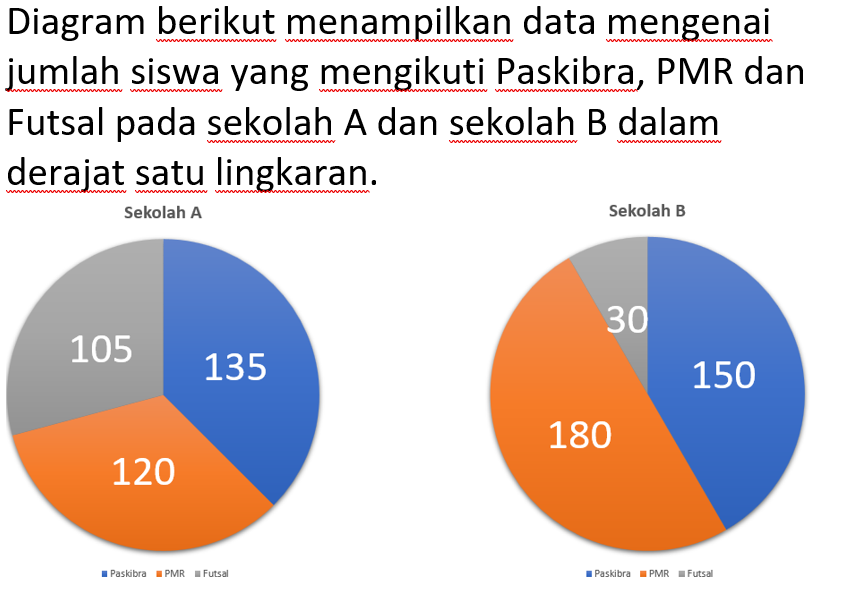 Diagram berikut menampilkan data mengenai
jumlah siswa yang mengikuti Paskibra, PMR dan
Futsal pada sekolah A dan sekolah B dalam
derajat satu lingkaran.
Sekolah A
105
135
120
Paskibra PMR Futsal
Sekolah B
30
150
180
Paskibra PMR Futsal